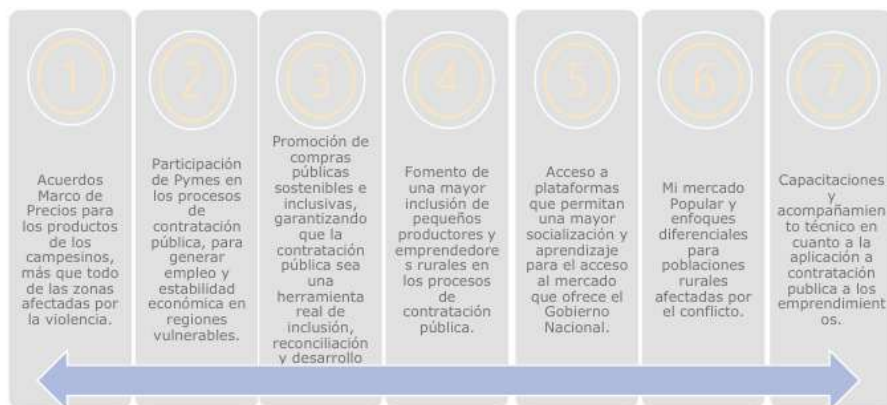 1
Acuerdos
Marco de
Precios para
los productos
de los
campesinos,
más que todo
de las zonas
afectadas por
la violencia.
2
Participación
de Pymes en
los procesos
de
contratación
pública, para
generar
empleo y
estabilidad
económica en
regiones
vulnerables.
3
Promoción de
compras
públicas
sostenibles e
inclusivas,
garantizando
que la
contratación
pública sea
una
herramienta
real de
inclusión,
reconciliación
y desarrollo
4
Fomento de
una mayor
inclusión de
pequeños
productores y
emprendedore
s rurales en
los procesos
de
contratación
pública.
5
Acceso a
plataformas
que permitan
una mayor
socialización y
aprendizaje
para el acceso
al mercado
que ofrece el
Gobierno
Nacional.
6
Mi mercado
Popular y
enfoques
diferenciales
para
poblaciones
rurales
afectadas por
el conflicto.
7
Capacitaciones
y
acompañamien
to técnico en
cuanto a la
aplicación a
contratación
publica a los
emprendimient
os.